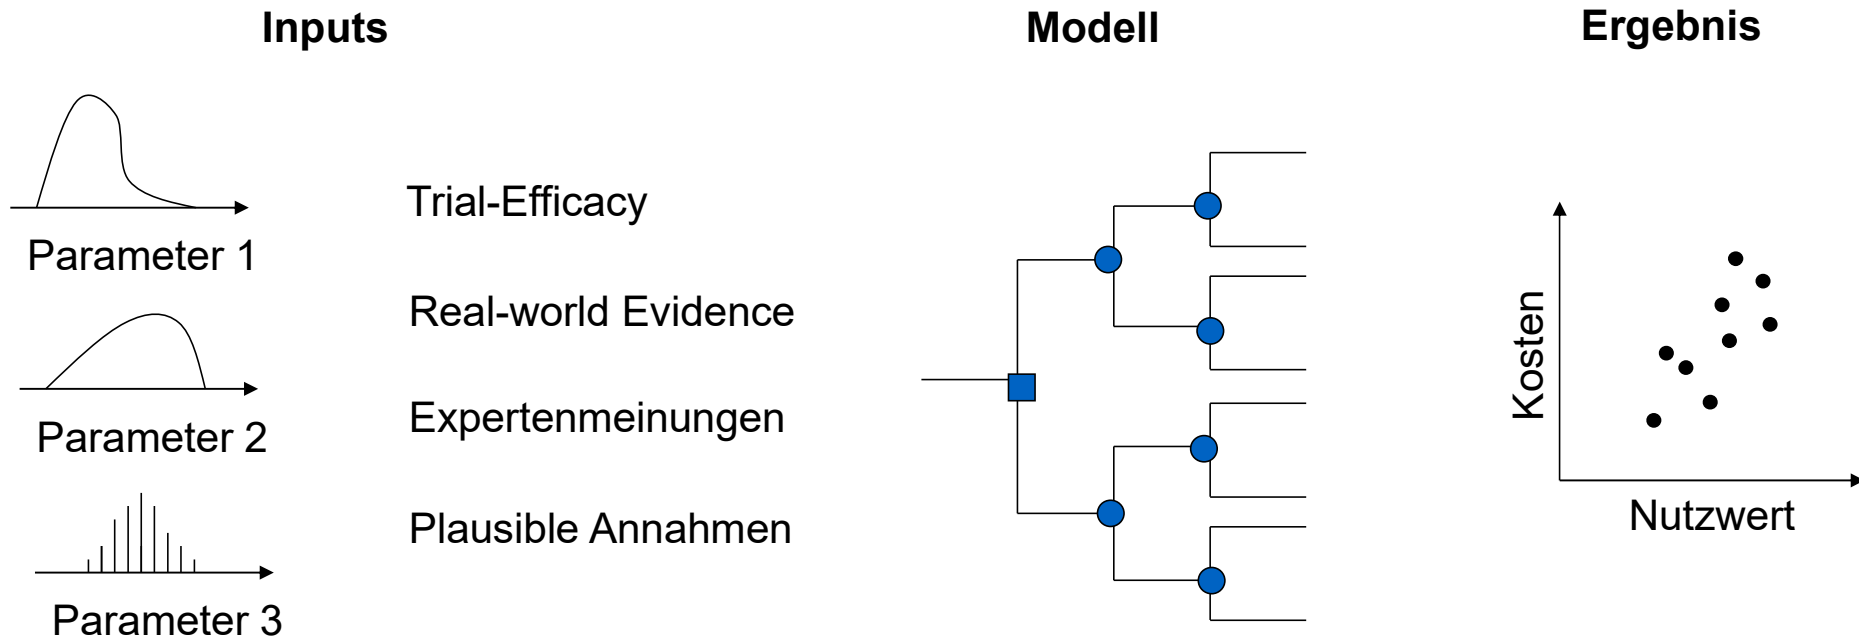 Inputs
Modell
Ergebnis
Parameter 1
Parameter 2
Parameter 3
Trial-Efficacy
Real-world Evidence
Expertenmeinungen
Plausible Annahmen
Kosten
Nutzwert